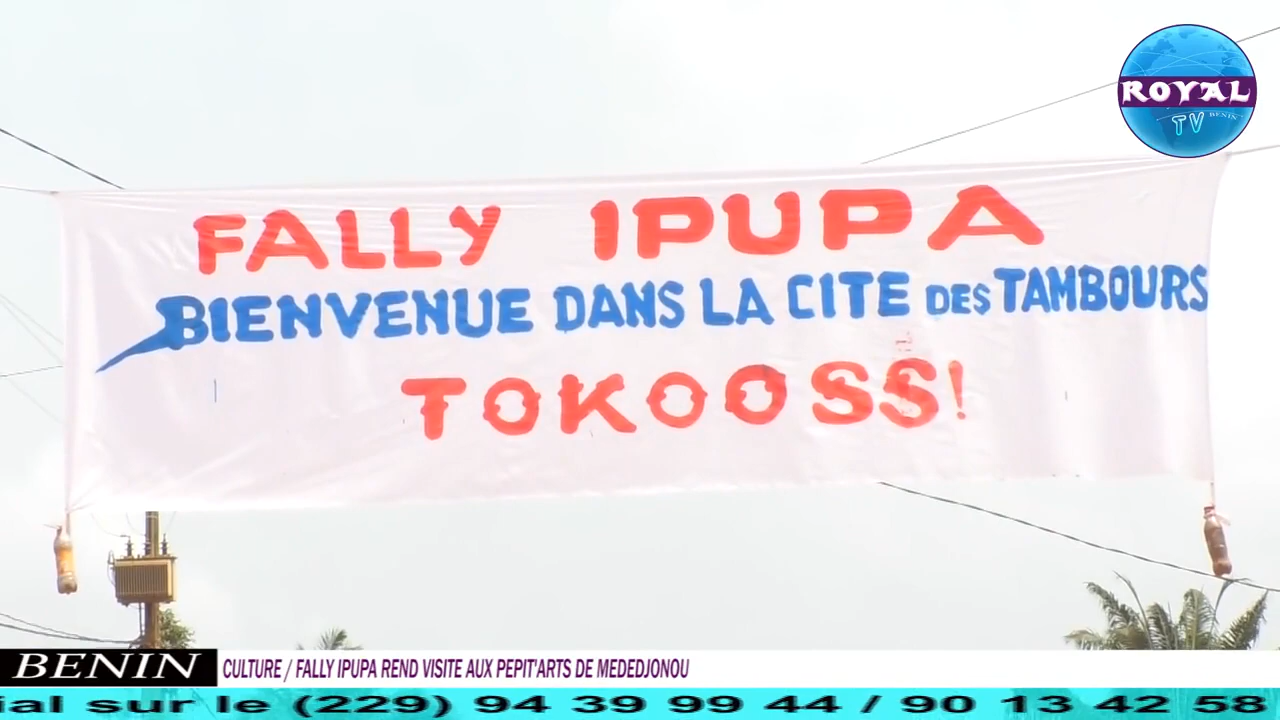 ROYAL
TV BENIN
FALLY IPUPA
BIENVENUE DANS LA CITE DES TAMBOURS
TOKOOSS!
BENIN
CULTURE / FALLY IPUPA REND VISITE AUX PEPIT'ARTS DE MEDEDJONOU
ial sur le (229) 94 39 99 44 / 90 13 42 58